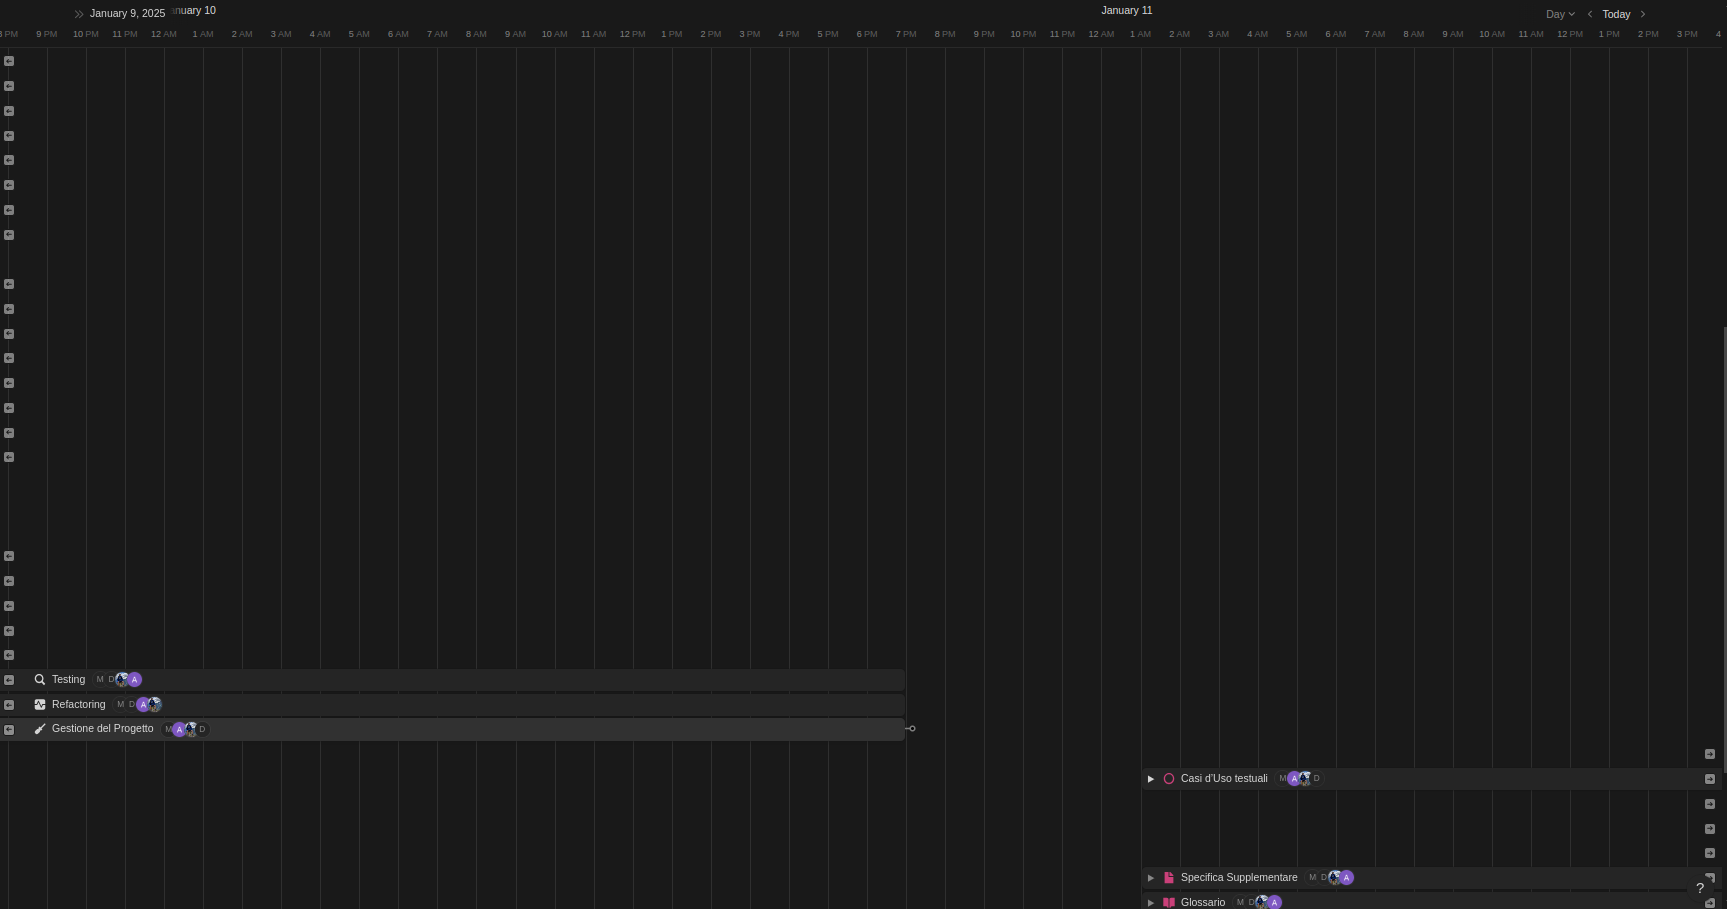 January 9, 2025 nuary 10 January 11 Day Today
PM 9 PM 10 PM 11 PM 12 AM 1 AM 2 AM 3 AM 4 AM 5 AM 6 AM 7 AM 8 AM 9 AM 10 AM 11 AM 12 PM 1 PM 2 PM 3 PM 4 PM 5 PM 6 PM 7 PM 8 PM 9 PM 10 PM 11 PM 12 AM 1 AM 2 AM 3 AM 4 AM 5 AM 6 AM 7 AM 8 AM 9 AM 10 AM 11 AM 12 PM 1 PM 2 PM 3 PM 4
Testing M D A
Refactoring M D A
Gestione del Progetto M A D
Casi d'Uso testuali M A D
Specifica Supplementare M D A
?
Glossario M D A